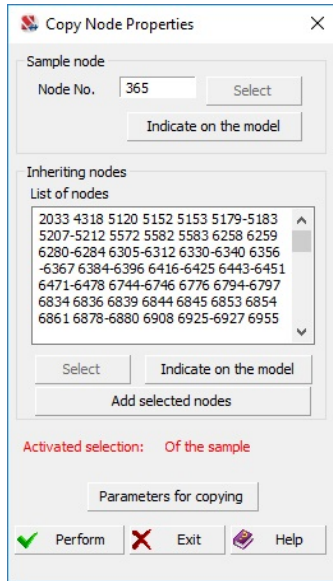 Copy Node Properties
Sample node
Node No. 365 Select
Indicate on the model
Inheriting nodes
List of nodes
2033 4318 5120 5152 5153 5179-5183
5207-5212 5572 5582 5583 6258 6259
6280-6284 6305-6312 6330-6340 6356
-6367 6384-6396 6416-6425 6443-6451
6471-6478 6744-6746 6776 6794-6797
6834 6836 6839 6844 6845 6853 6854
6861 6878-6880 6908 6925-6927 6955
Select Indicate on the model
Add selected nodes
Activated selection: Of the sample
Parameters for copying
Perform Exit Help